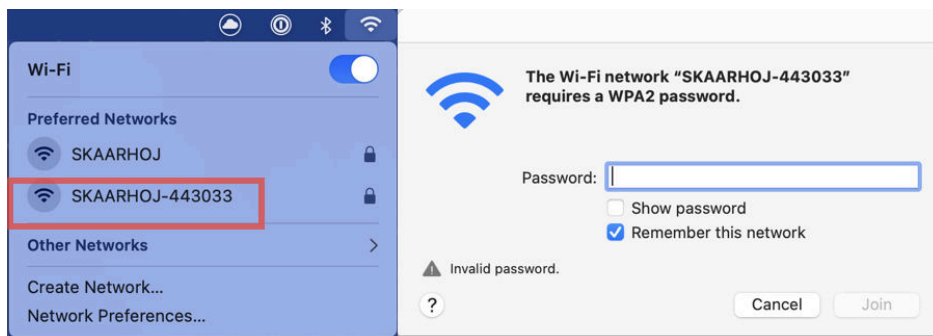 Wi-Fi
Preferred Networks
SKAARHOJ
SKAARHOJ-443033
Other Networks
Create Network...
Network Preferences...
The Wi-Fi network “SKAARHOJ-443033”
requires a WPA2 password.
Password:
Show password
Remember this network
Invalid password.
?
Cancel
Join